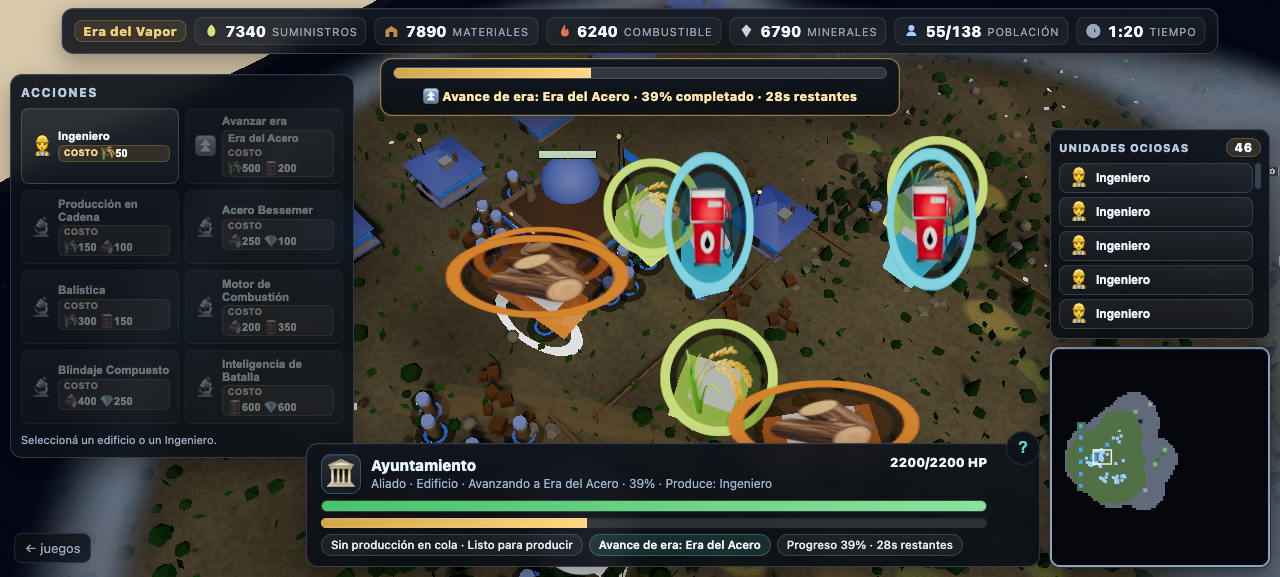 Era del Vapor
7340 SUMINISTROS
7890 MATERIALES
6240 COMBUSTIBLE
6790 MINERALES
55/138 POBLACIÓN
1:20 TIEMPO
Avance de era: Era del Acero · 39% completado · 28s restantes
ACCIONES
Ingeniero
COSTO 50
Avanzar era
Era del Acero
COSTO
500 200
Producción en
Cadena
COSTO
150 100
Acero Bessemer
COSTO
250 100
Balística
COSTO
300 150
Motor de
Combustión
COSTO
200 350
Blindaje Compuesto
COSTO
400 250
Inteligencia de
Batalla
COSTO
600 600
Seleccioná un edificio o un Ingeniero.
UNIDADES OCIOSAS 46
Ingeniero
Ingeniero
Ingeniero
Ingeniero
Ingeniero
Ayuntamiento
2200/2200 HP
Aliado · Edificio · Avanzando a Era del Acero · 39% · Produce: Ingeniero
Sin producción en cola · Listo para producir
Avance de era: Era del Acero
Progreso 39% · 28s restantes
?
← juegos